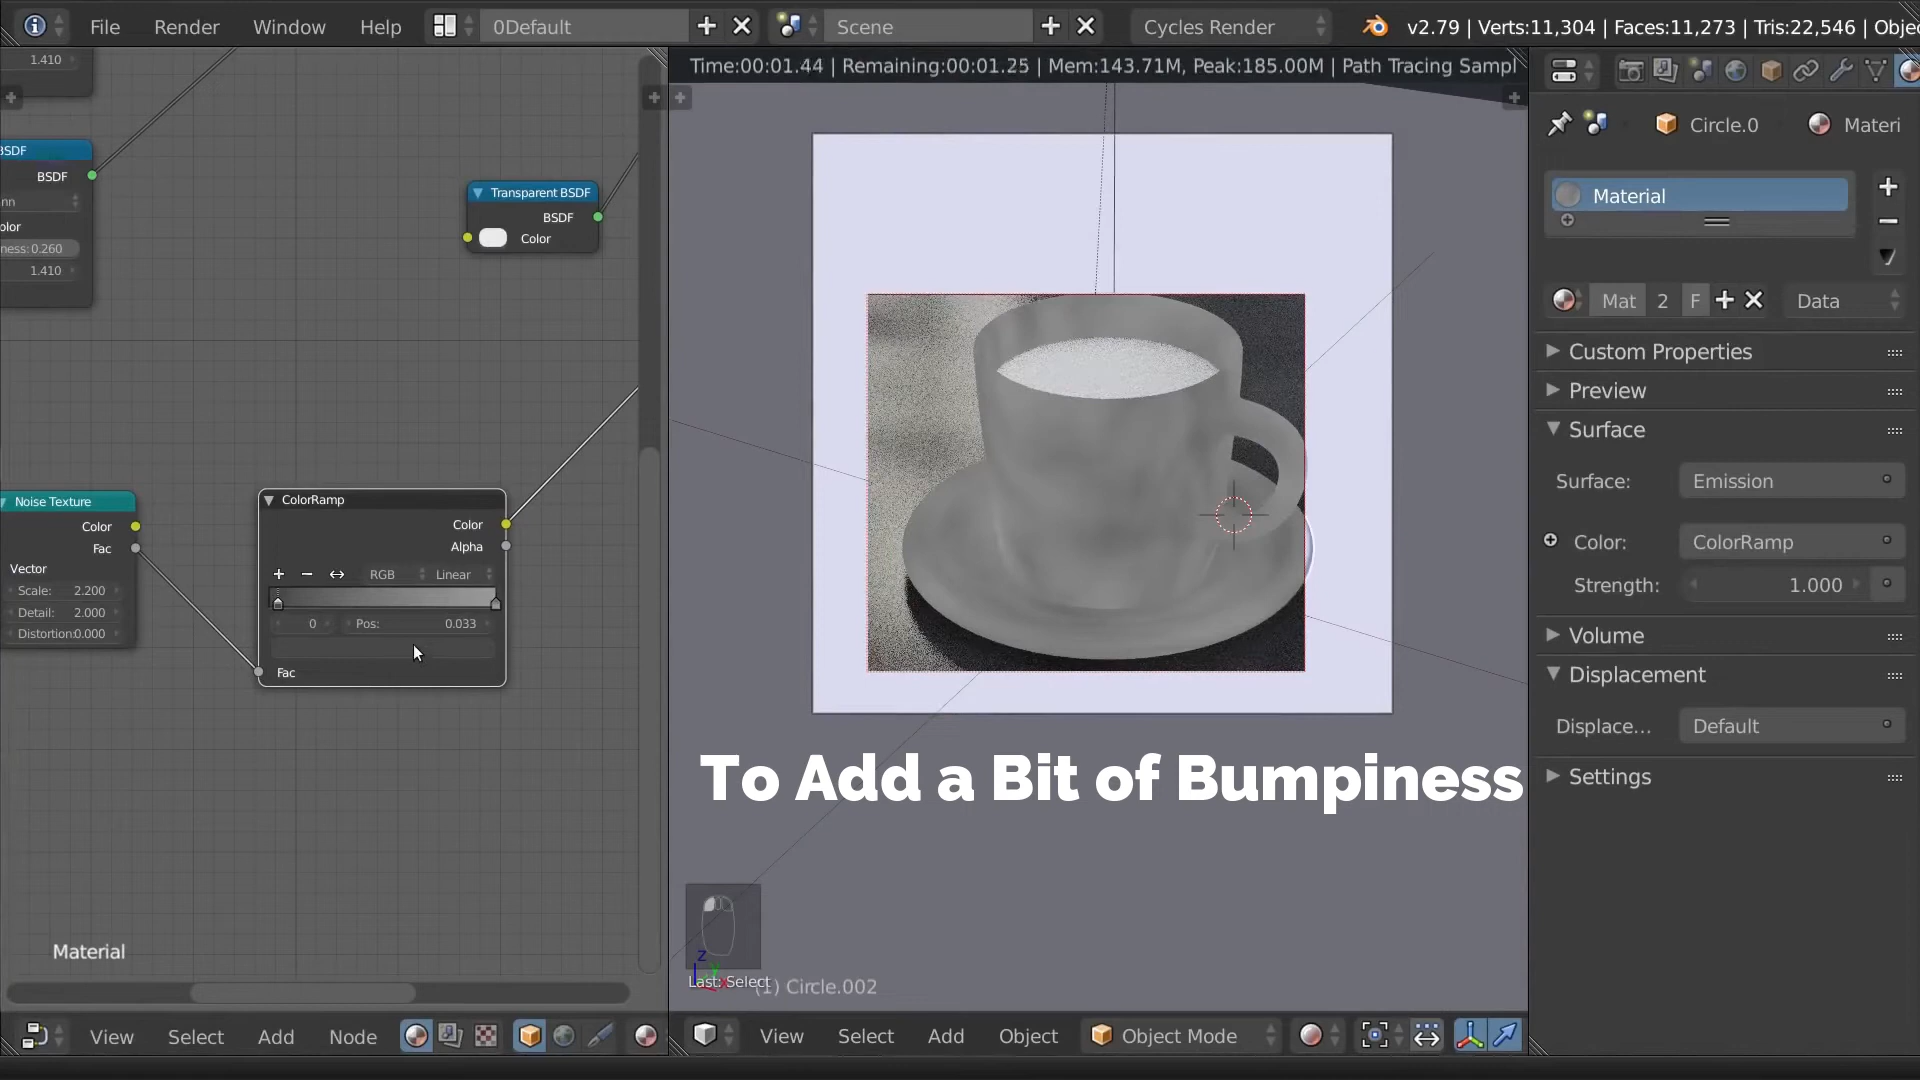 File Render Window Help 0Default Scene Cycles Render v2.79 | Verts:11,304 | Faces:11,273 | Tris:22,546 | Obje
1.410
BSDF
BSDF
nn
olor
ness:0.260
1.410
Transparent BSDF
BSDF
Color
Noise Texture
Color
Fac
Vector
Scale: 2.200
Detail: 2.000
Distortion:0.000
ColorRamp
Color
Alpha
RGB Linear
0 Pos: 0.033
Fac
Material
View Select Add Node
Time:00:01.44 | Remaining:00:01.25 | Mem:143.71M, Peak:185.00M | Path Tracing Sampl
To Add a Bit of Bumpiness
z
y
x
Last: Select
(1) Circle.002
View Select Add Object Object Mode
Circle.0 Materi
Material
Mat 2 F Data
Custom Properties
Preview
Surface
Surface: Emission
Color: ColorRamp
Strength: 1.000
Volume
Displacement
Displace... Default
Settings